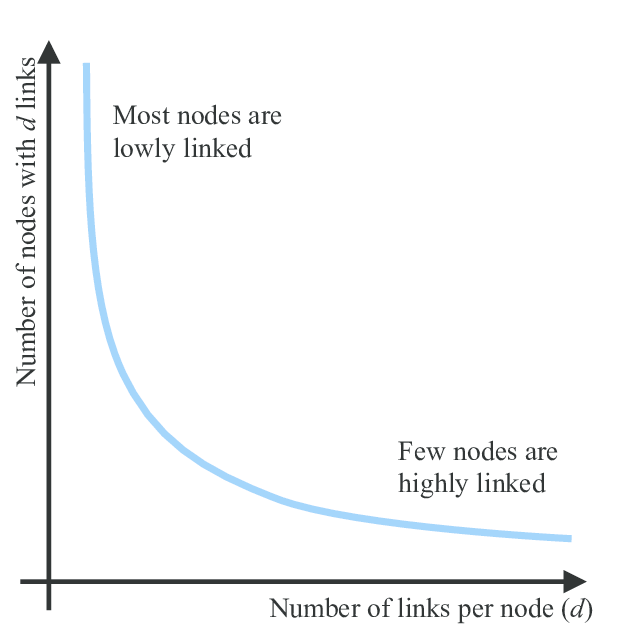 Number of nodes with d links
Most nodes are
lowly linked
Few nodes are
highly linked
Number of links per node (d)